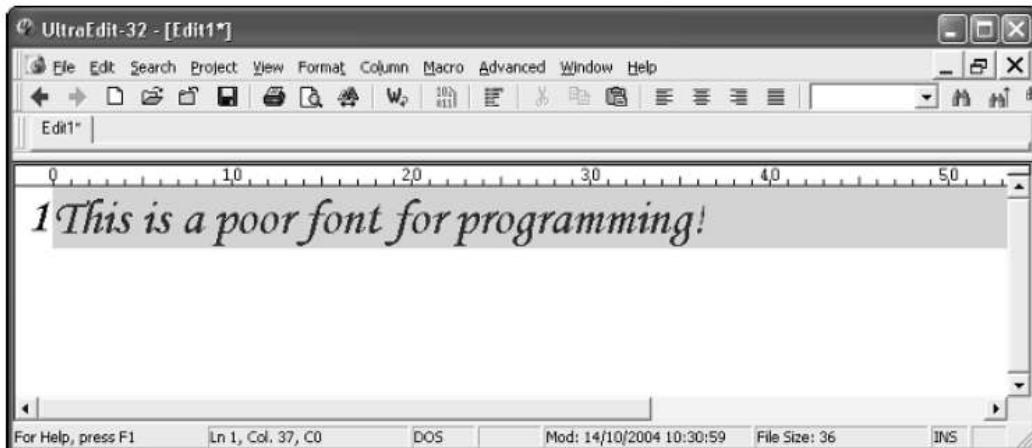 UltraEdit-32 - [Edit1*]
File Edit Search Project View Format Column Macro Advanced Window Help
Edit1*
0 10 20 30 40 50
1 This is a poor font for programming!
For Help, press F1 Ln 1, Col. 37, C0 DOS Mod: 14/10/2004 10:30:59 File Size: 36 INS